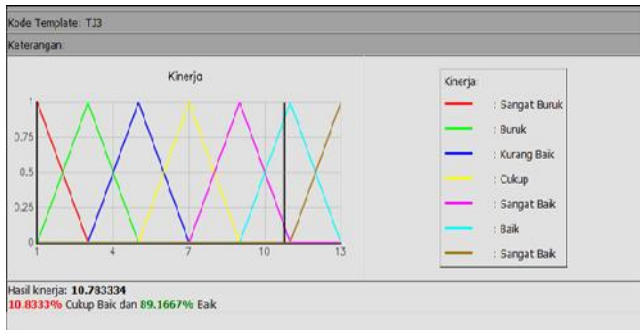 Kode Template: TJ3
Keterangan:
Kinerja
1
0.75
0.5
0.25
0
1
4
7
10
13
Kinerja:
: Sangat Buruk
: Buruk
: Kurang Baik
: Cukup
: Sangat Baik
: Baik
: Sangat Baik
Hasil kinerja: 10.783334
10.8333% Cukup Baik dan 89.1667% Baik